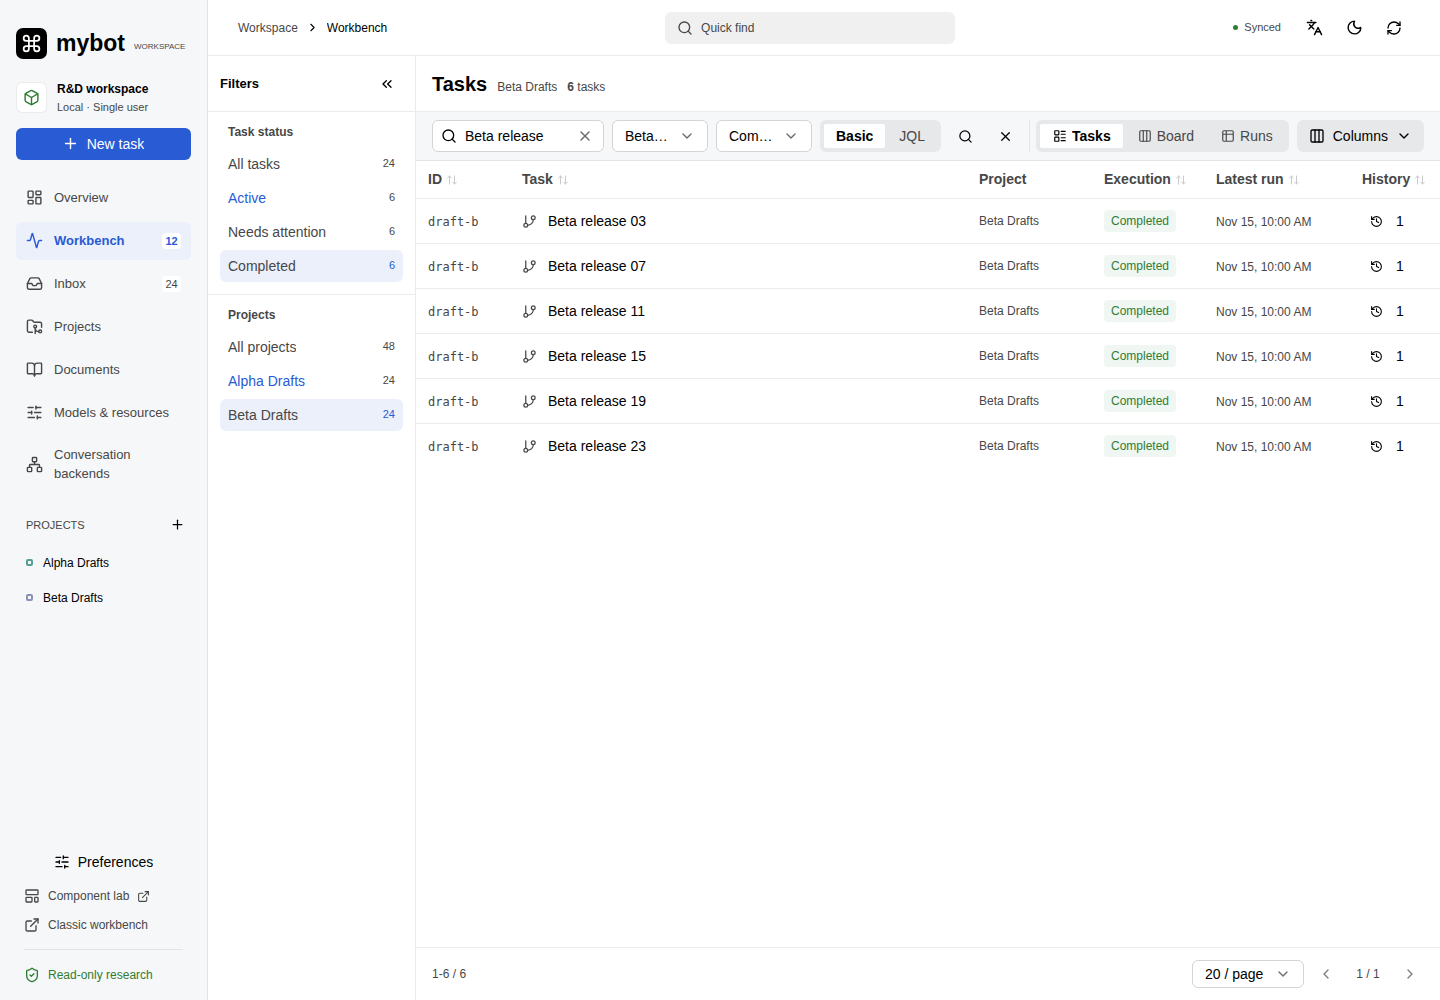 mybot WORKSPACE
R&D workspace
Local · Single user
New task
Overview
Workbench 12
Inbox 24
Projects
Documents
Models & resources
Conversation
backends
PROJECTS
Alpha Drafts
Beta Drafts
Preferences
Component lab
Classic workbench
Read-only research
Workspace Workbench
Quick find
Synced
Filters
Task status
All tasks 24
Active 6
Needs attention 6
Completed 6
Projects
All projects 48
Alpha Drafts 24
Beta Drafts 24
Tasks Beta Drafts 6 tasks
Beta release Beta… Com… Basic JQL Tasks Board Runs Columns
ID Task Project Execution Latest run History
draft-b Beta release 03 Beta Drafts Completed Nov 15, 10:00 AM 1
draft-b Beta release 07 Beta Drafts Completed Nov 15, 10:00 AM 1
draft-b Beta release 11 Beta Drafts Completed Nov 15, 10:00 AM 1
draft-b Beta release 15 Beta Drafts Completed Nov 15, 10:00 AM 1
draft-b Beta release 19 Beta Drafts Completed Nov 15, 10:00 AM 1
draft-b Beta release 23 Beta Drafts Completed Nov 15, 10:00 AM 1
1-6 / 6 20 / page 1 / 1